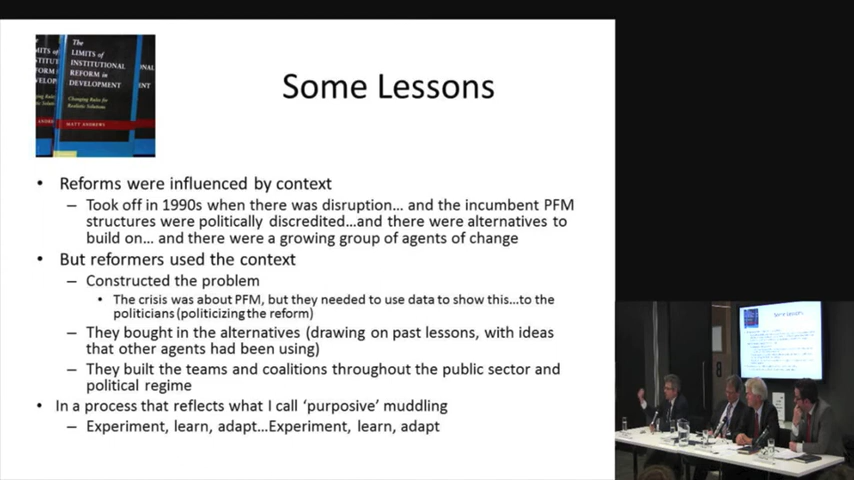 The
LIMITS of
INSTITUTIONAL
REFORM in
DEVELOPMENT
Changing Rules for
Realistic Solutions
MATT ANDREWS
Some Lessons
• Reforms were influenced by context
– Took off in 1990s when there was disruption… and the incumbent PFM
structures were politically discredited…and there were alternatives to
build on… and there were a growing group of agents of change
• But reformers used the context
– Constructed the problem
• The crisis was about PFM, but they needed to use data to show this…to the
politicians (politicizing the reform)
– They bought in the alternatives (drawing on past lessons, with ideas
that other agents had been using)
– They built the teams and coalitions throughout the public sector and
political regime
• In a process that reflects what I call ‘purposive’ muddling
– Experiment, learn, adapt…Experiment, learn, adapt
Some Lessons